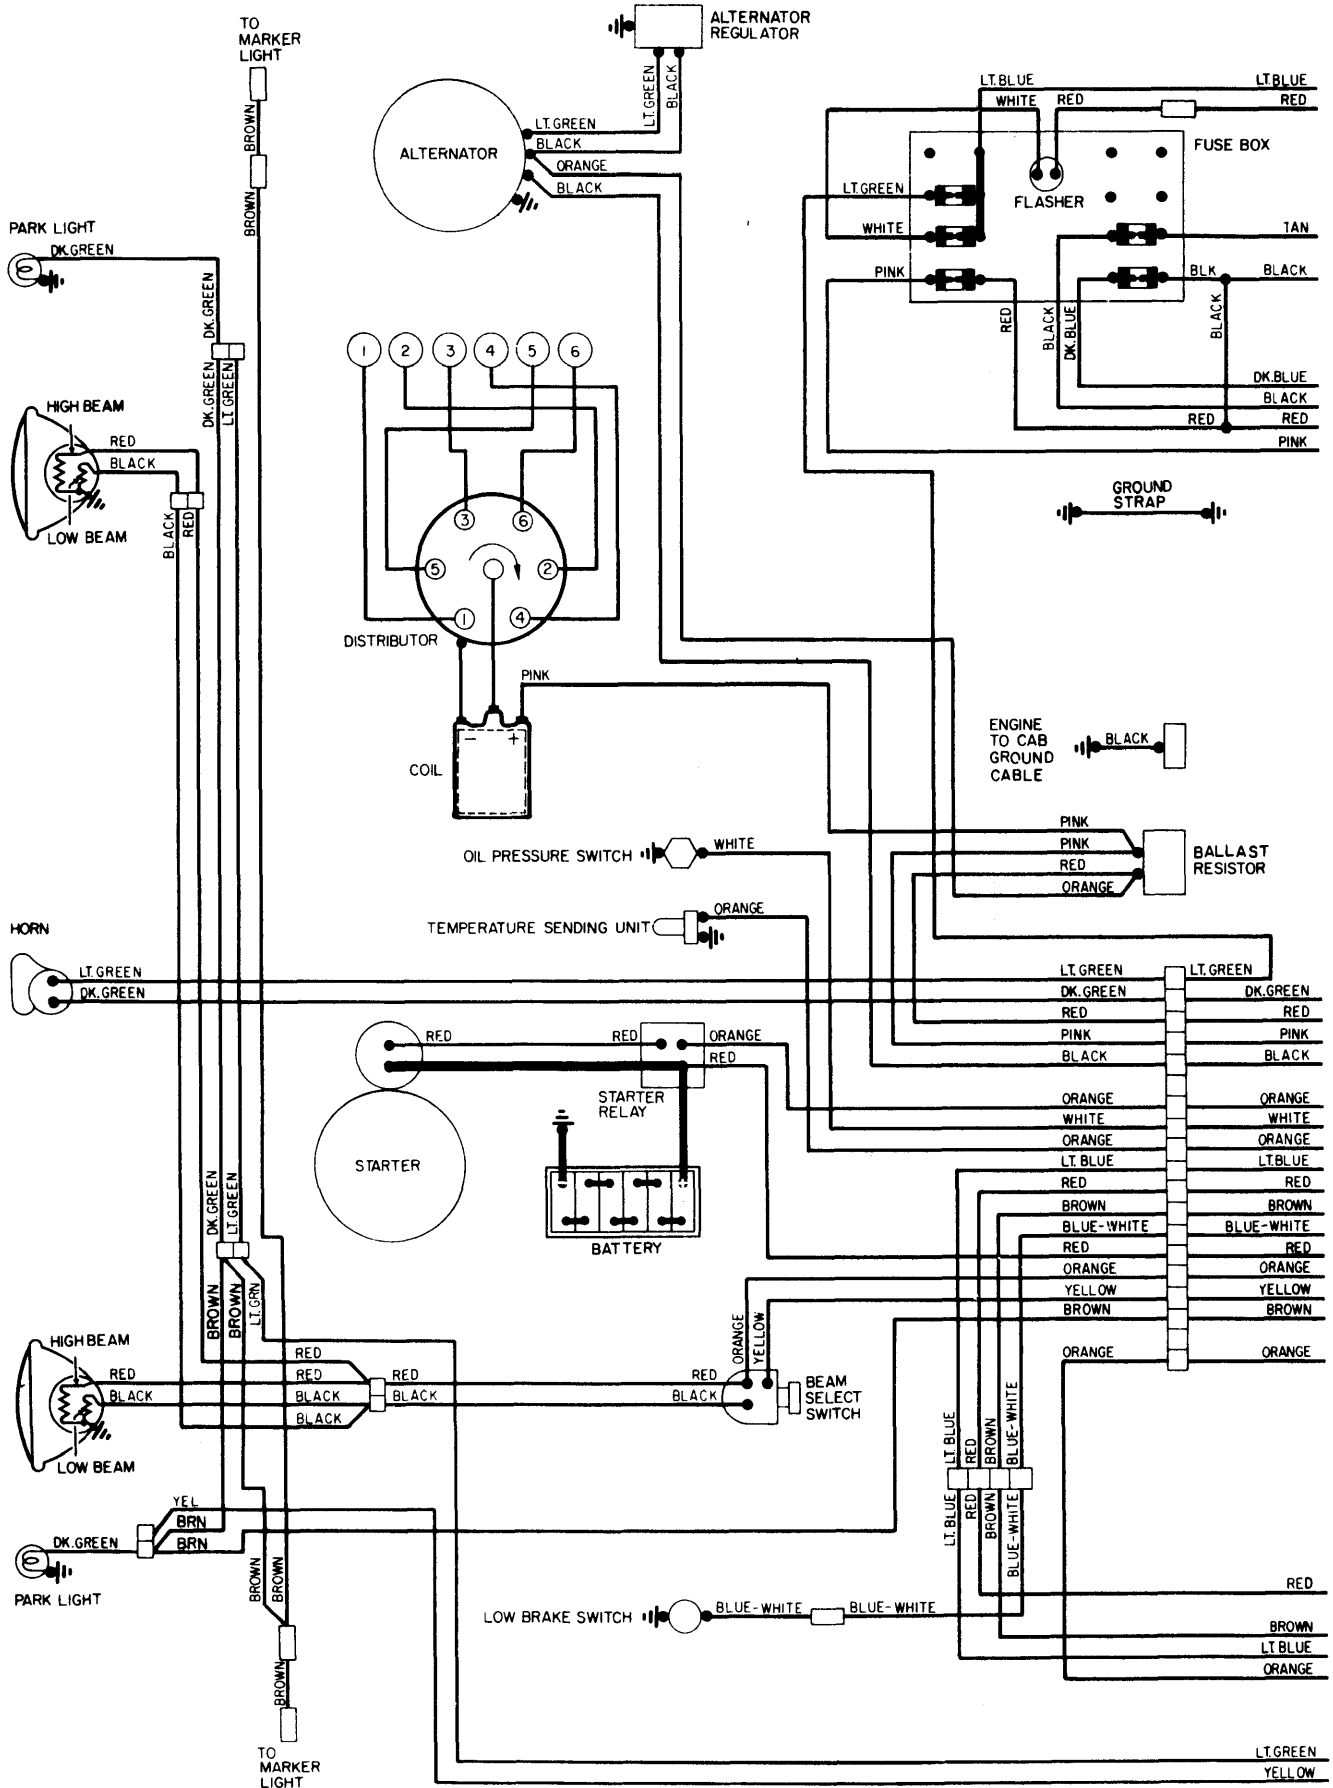 TO
MARKER
LIGHT
BROWN
BROWN
ALTERNATOR
REGULATOR
LT.GREEN
BLACK
ALTERNATOR
LT.GREEN
BLACK
ORANGE
BLACK
LT.BLUE
LT.BLUE
WHITE
RED
RED
FUSE BOX
FLASHER
LT.GREEN
WHITE
TAN
PINK
BLK
BLACK
RED
BLACK
DK.BLUE
BLACK
DK.BLUE
BLACK
RED
RED
PINK
PARK LIGHT
DK.GREEN
DK.GREEN
DK.GREEN
LT.GREEN
1
2
3
4
5
6
HIGH BEAM
RED
BLACK
LOW BEAM
BLACK
RED
GROUND
STRAP
3
6
5
2
1
4
DISTRIBUTOR
PINK
-
+
COIL
ENGINE
TO CAB
GROUND
CABLE
BLACK
OIL PRESSURE SWITCH
WHITE
PINK
PINK
RED
ORANGE
BALLAST
RESISTOR
TEMPERATURE SENDING UNIT
ORANGE
HORN
LT.GREEN
DK.GREEN
LT.GREEN
LT.GREEN
DK.GREEN
DK.GREEN
RED
RED
PINK
PINK
BLACK
BLACK
RED
RED
ORANGE
RED
STARTER
RELAY
STARTER
BATTERY
ORANGE
ORANGE
WHITE
WHITE
ORANGE
ORANGE
LT.BLUE
LT.BLUE
RED
RED
BROWN
BROWN
BLUE-WHITE
BLUE-WHITE
RED
RED
ORANGE
ORANGE
YELLOW
YELLOW
BROWN
BROWN
ORANGE
ORANGE
DK.GREEN
LT.GREEN
BROWN
BROWN
LT.GRN
HIGH BEAM
RED
RED
RED
RED
RED
BLACK
BLACK
BLACK
BLACK
BLACK
LOW BEAM
ORANGE
YELLOW
BEAM
SELECT
SWITCH
LT.BLUE
RED
BROWN
BLUE-WHITE
LT.BLUE
RED
BROWN
BLUE-WHITE
YEL
BRN
BRN
DK.GREEN
PARK LIGHT
BROWN
BROWN
BROWN
LOW BRAKE SWITCH
BLUE-WHITE
BLUE-WHITE
RED
BROWN
LT BLUE
ORANGE
TO
MARKER
LIGHT
LT.GREEN
YELLOW